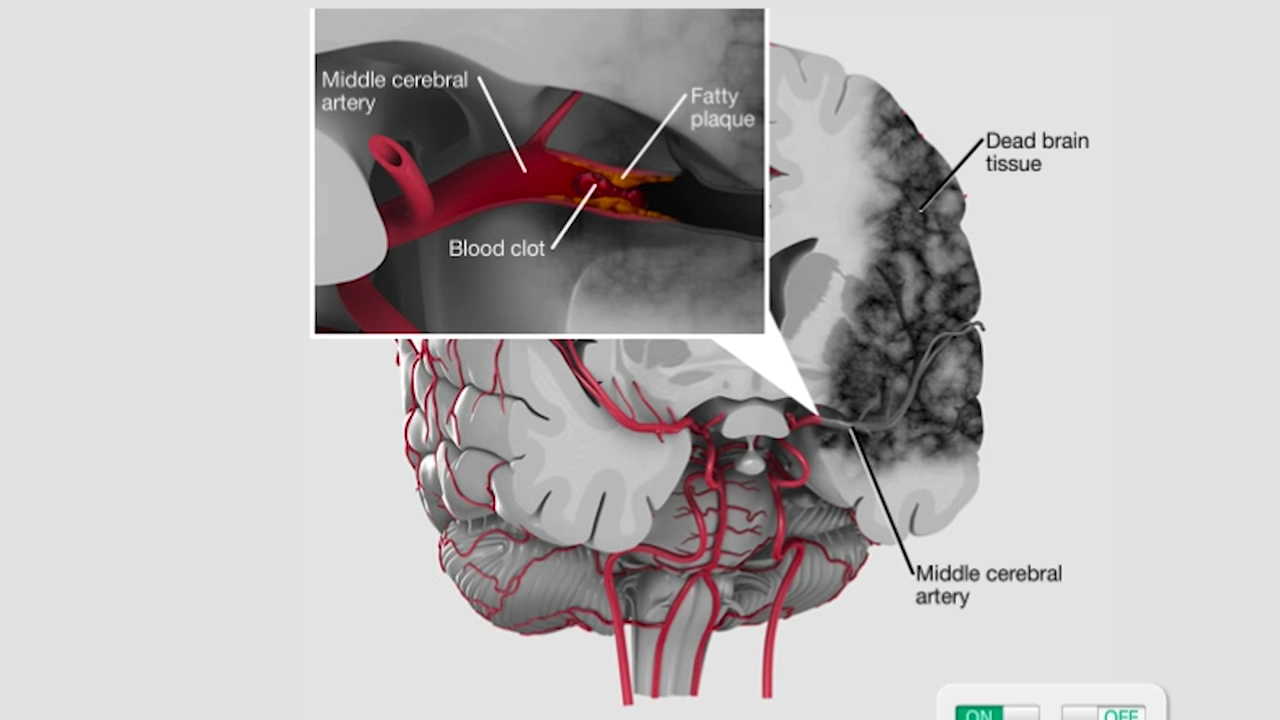 Middle cerebral
artery
Fatty
plaque
Blood clot
Dead brain
tissue
Middle cerebral
artery
ON
OFF